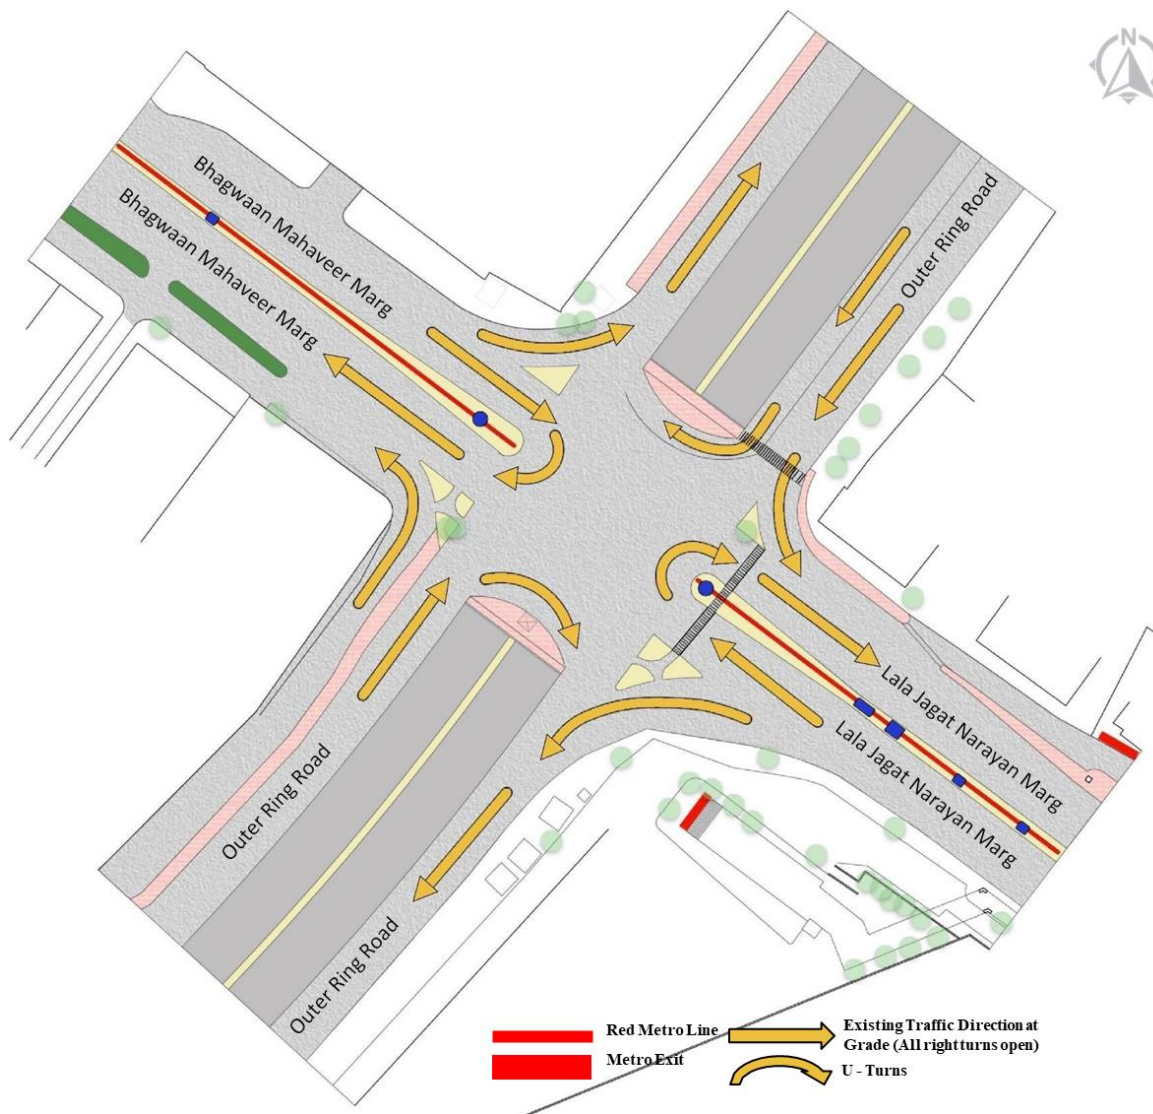 N
Bhagwaan Mahaveer Marg
Bhagwaan Mahaveer Marg
Outer Ring Road
Lala Jagat Narayan Marg
Lala Jagat Narayan Marg
Outer Ring Road
Outer Ring Road
Red Metro Line
Metro Exit
Existing Traffic Direction at
Grade (All right turns open)
U - Turns